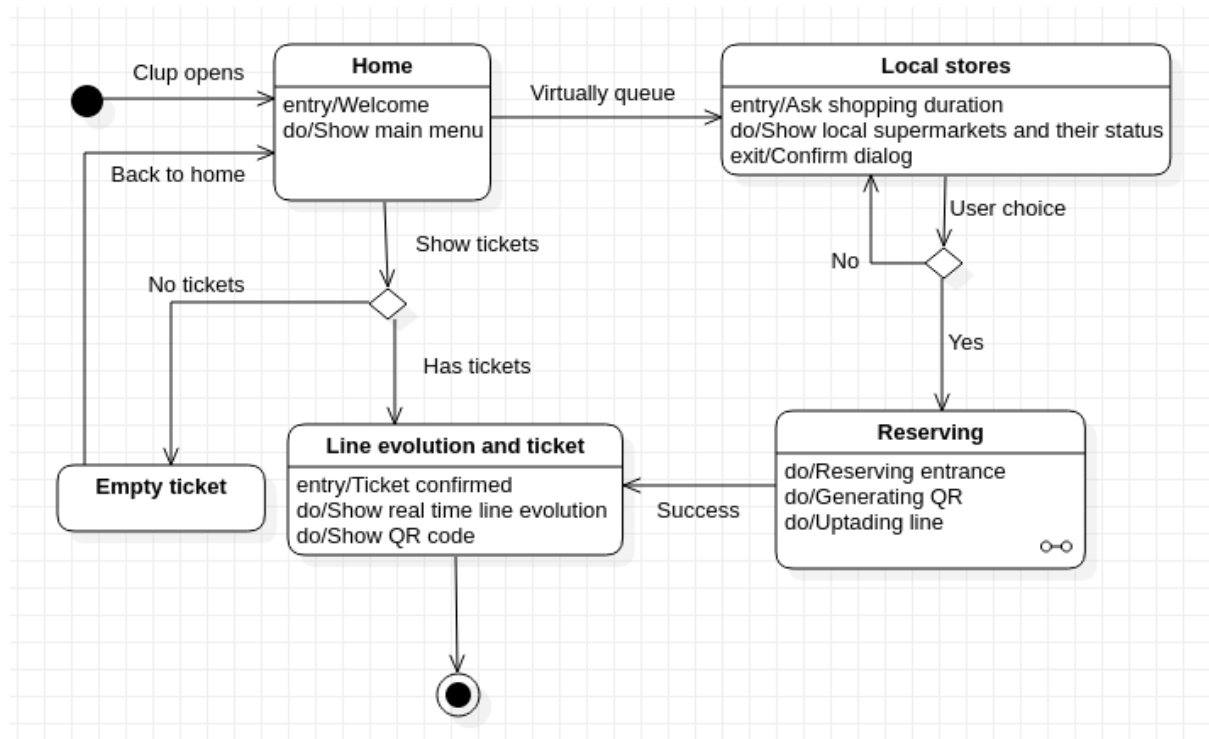 Clup opens
Home
entry/Welcome
do/Show main menu
Virtually queue
Local stores
entry/Ask shopping duration
do/Show local supermarkets and their status
exit/Confirm dialog
Back to home
Show tickets
User choice
No
No tickets
Yes
Has tickets
Empty ticket
Line evolution and ticket
entry/Ticket confirmed
do/Show real time line evolution
do/Show QR code
Success
Reserving
do/Reserving entrance
do/Generating QR
do/Uptading line